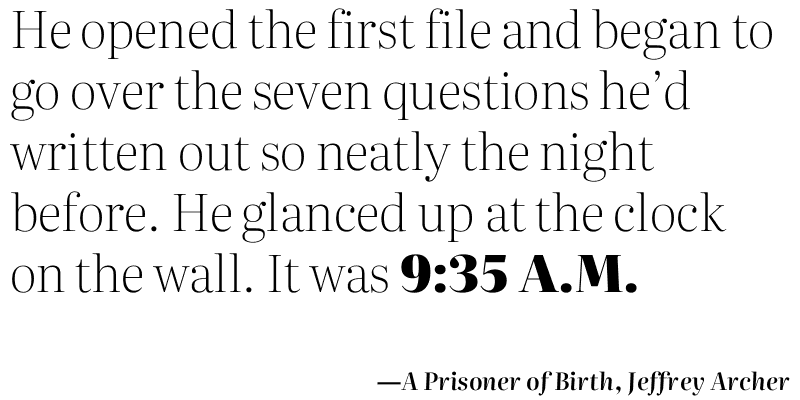 He opened the first file and began to
go over the seven questions he’d
written out so neatly the night
before. He glanced up at the clock
on the wall. It was 9:35 A.M.
—A Prisoner of Birth, Jeffrey Archer